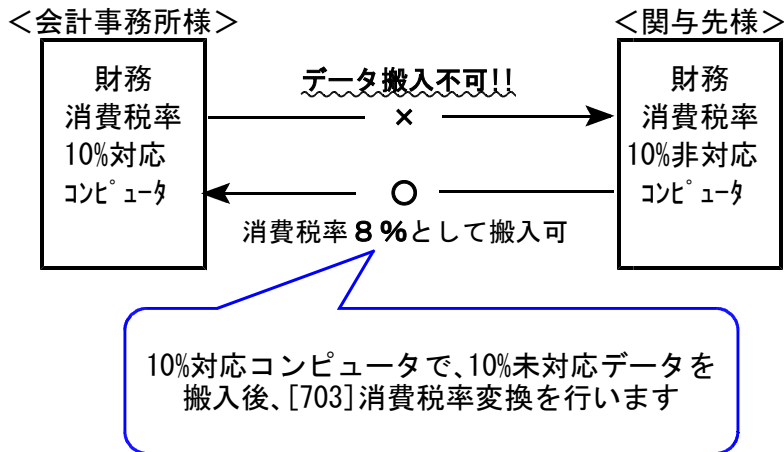 ＜会計事務所様＞
＜関与先様＞
財務
消費税率
10%対応
ｺﾝﾋﾟｭｰﾀ
データ搬入不可!!
×
○
消費税率８%として搬入可
財務
消費税率
10%非対応
ｺﾝﾋﾟｭｰﾀ
10%対応コンピュータで、10%未対応データを
搬入後、[703]消費税率変換を行います